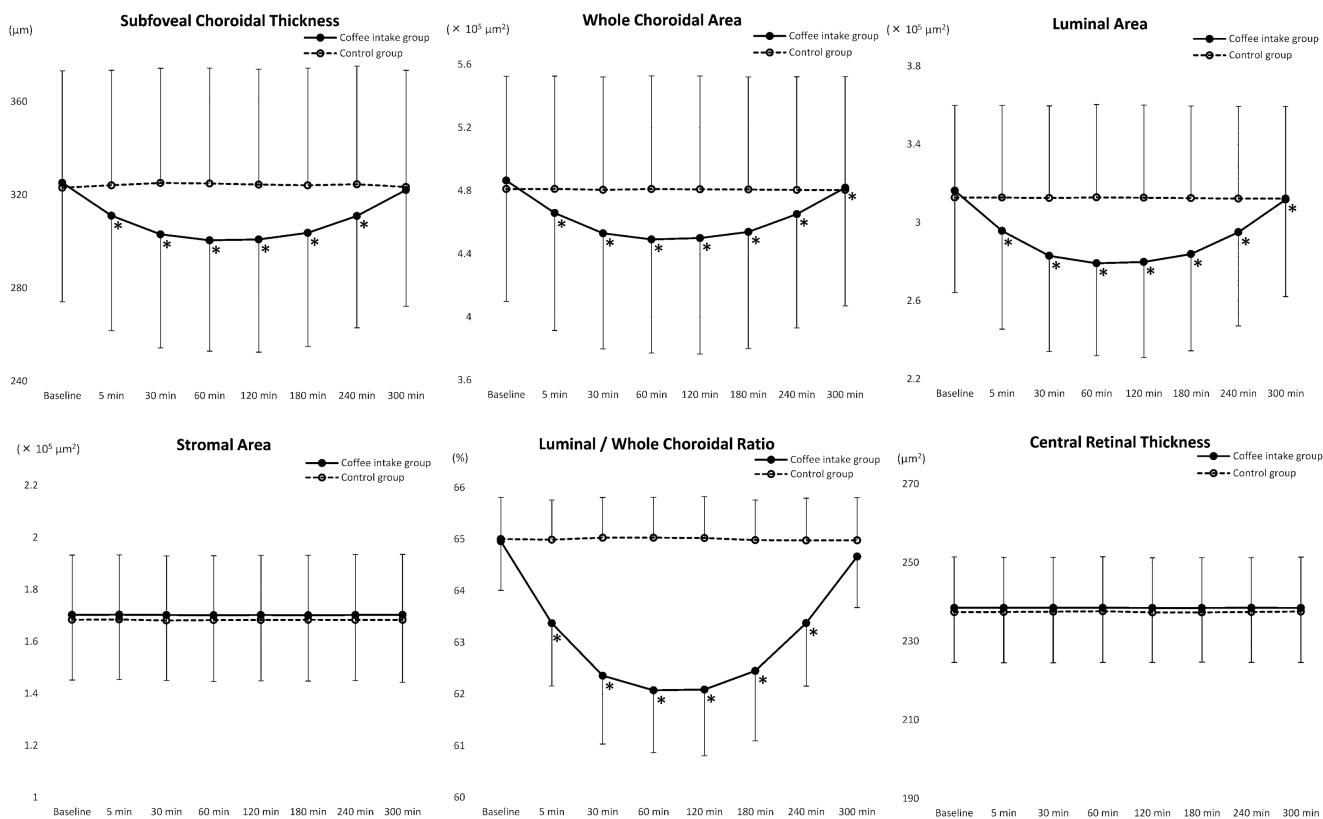 Subfoveal Choroidal Thickness
(μm)
Coffee intake group
Control group
360
320
280
240
Baseline 5 min 30 min 60 min 120 min 180 min 240 min 300 min
* * * * * *
Whole Choroidal Area
(× 10⁵ μm²)
Coffee intake group
Control group
5.6
5.2
4.8
4.4
4
3.6
Baseline 5 min 30 min 60 min 120 min 180 min 240 min 300 min
* * * * * * *
Luminal Area
(× 10⁵ μm²)
Coffee intake group
Control group
3.8
3.4
3
2.6
2.2
Baseline 5 min 30 min 60 min 120 min 180 min 240 min 300 min
* * * * * * *
Stromal Area
(× 10⁵ μm²)
Coffee intake group
Control group
2.2
2
1.8
1.6
1.4
1.2
1
Baseline 5 min 30 min 60 min 120 min 180 min 240 min 300 min
Luminal / Whole Choroidal Ratio
(%)
Coffee intake group
Control group
66
65
64
63
62
61
60
Baseline 5 min 30 min 60 min 120 min 180 min 240 min 300 min
* * * * * *
Central Retinal Thickness
(μm²)
Coffee intake group
Control group
270
250
230
210
190
Baseline 5 min 30 min 60 min 120 min 180 min 240 min 300 min